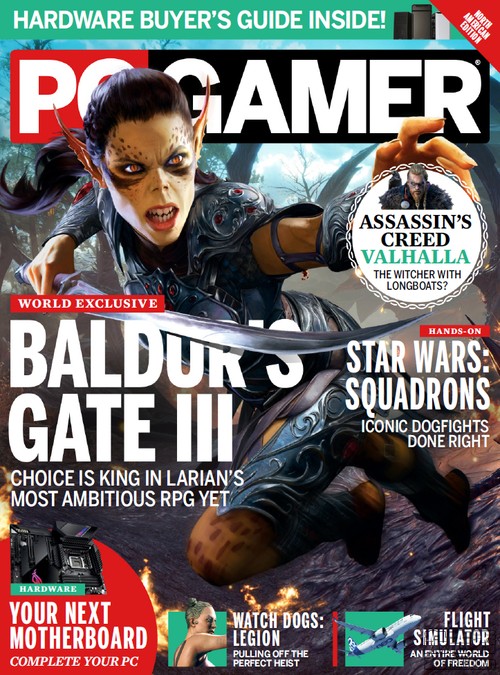 HARDWARE BUYER'S GUIDE INSIDE!
NORTH
AMERICAN
EDITION
PC GAMER®
ASSASSIN'S
CREED
VALHALLA
THE WITCHER WITH
LONGBOATS?
WORLD EXCLUSIVE
BALDUR'S
GATE III
CHOICE IS KING IN LARIAN'S
MOST AMBITIOUS RPG YET
HANDS-ON
STAR WARS:
SQUADRONS
ICONIC DOGFIGHTS
DONE RIGHT
HARDWARE
YOUR NEXT
MOTHERBOARD
COMPLETE YOUR PC
WATCH DOGS:
LEGION
PULLING OFF THE
PERFECT HEIST
FLIGHT
SIMULATOR
AN ENTIRE WORLD
OF FREEDOM